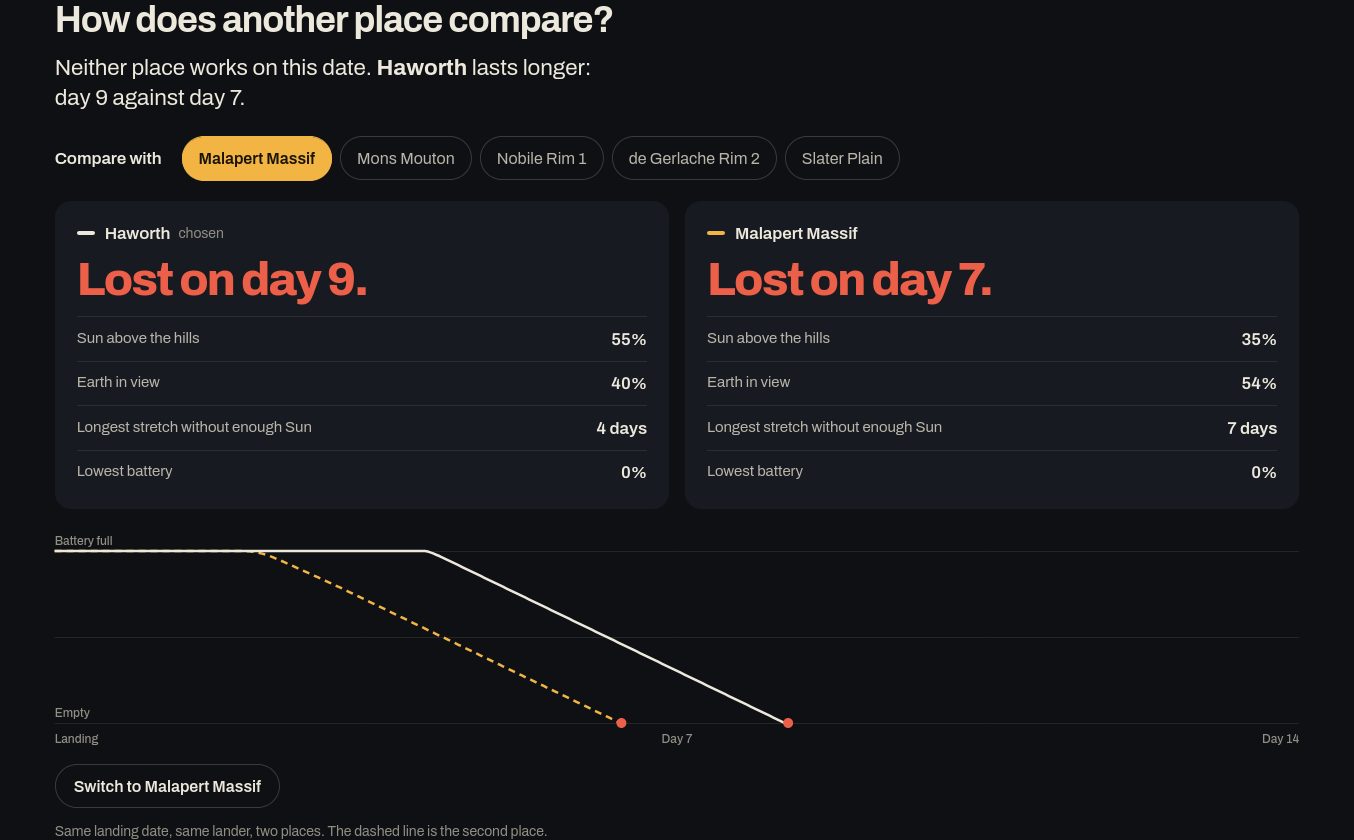 How does another place compare?
Neither place works on this date. Haworth lasts longer:
day 9 against day 7.
Compare with
Malapert Massif
Mons Mouton
Nobile Rim 1
de Gerlache Rim 2
Slater Plain
Haworth chosen
Lost on day 9.
Sun above the hills 55%
Earth in view 40%
Longest stretch without enough Sun 4 days
Lowest battery 0%
Malapert Massif
Lost on day 7.
Sun above the hills 35%
Earth in view 54%
Longest stretch without enough Sun 7 days
Lowest battery 0%
Battery full
Empty
Landing
Day 7
Day 14
Switch to Malapert Massif
Same landing date, same lander, two places. The dashed line is the second place.